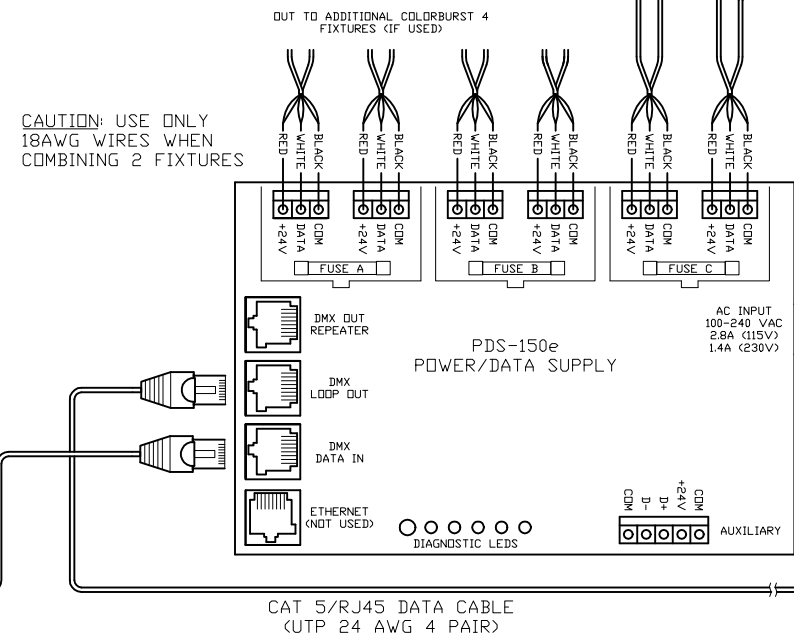 OUT TO ADDITIONAL COLORBURST 4
FIXTURES (IF USED)
CAUTION: USE ONLY
18AWG WIRES WHEN
COMBINING 2 FIXTURES
RED WHITE BLACK
RED WHITE BLACK
RED WHITE BLACK
RED WHITE BLACK
RED WHITE BLACK
RED WHITE BLACK
+24V DATA COM
+24V DATA COM
+24V DATA COM
+24V DATA COM
+24V DATA COM
+24V DATA COM
FUSE A
FUSE B
FUSE C
DMX OUT
REPEATER
AC INPUT
100-240 VAC
2.8A (115V)
1.4A (230V)
PDS-150e
POWER/DATA SUPPLY
DMX
LOOP OUT
DMX
DATA IN
ETHERNET
(NOT USED)
DIAGNOSTIC LEDS
COM D- D+ +24V COM
AUXILIARY
CAT 5/RJ45 DATA CABLE
(UTP 24 AWG 4 PAIR)